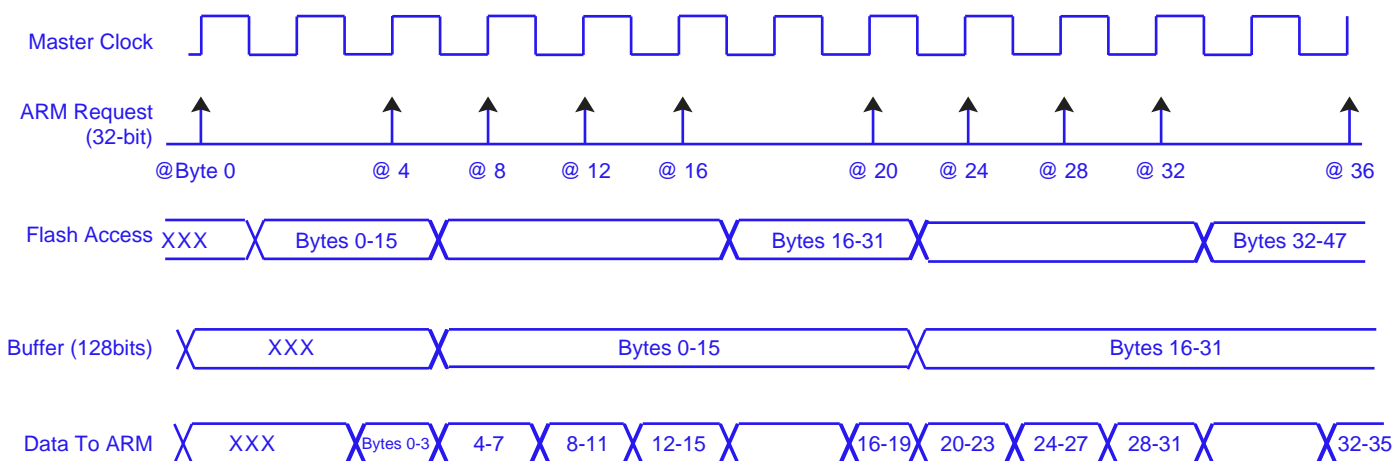 Master Clock
ARM Request
(32-bit)
@Byte 0 @ 4 @ 8 @ 12 @ 16 @ 20 @ 24 @ 28 @ 32 @ 36
Flash Access XXX Bytes 0-15 Bytes 16-31 Bytes 32-47
Buffer (128bits) XXX Bytes 0-15 Bytes 16-31
Data To ARM XXX Bytes 0-3 4-7 8-11 12-15 16-19 20-23 24-27 28-31 32-35